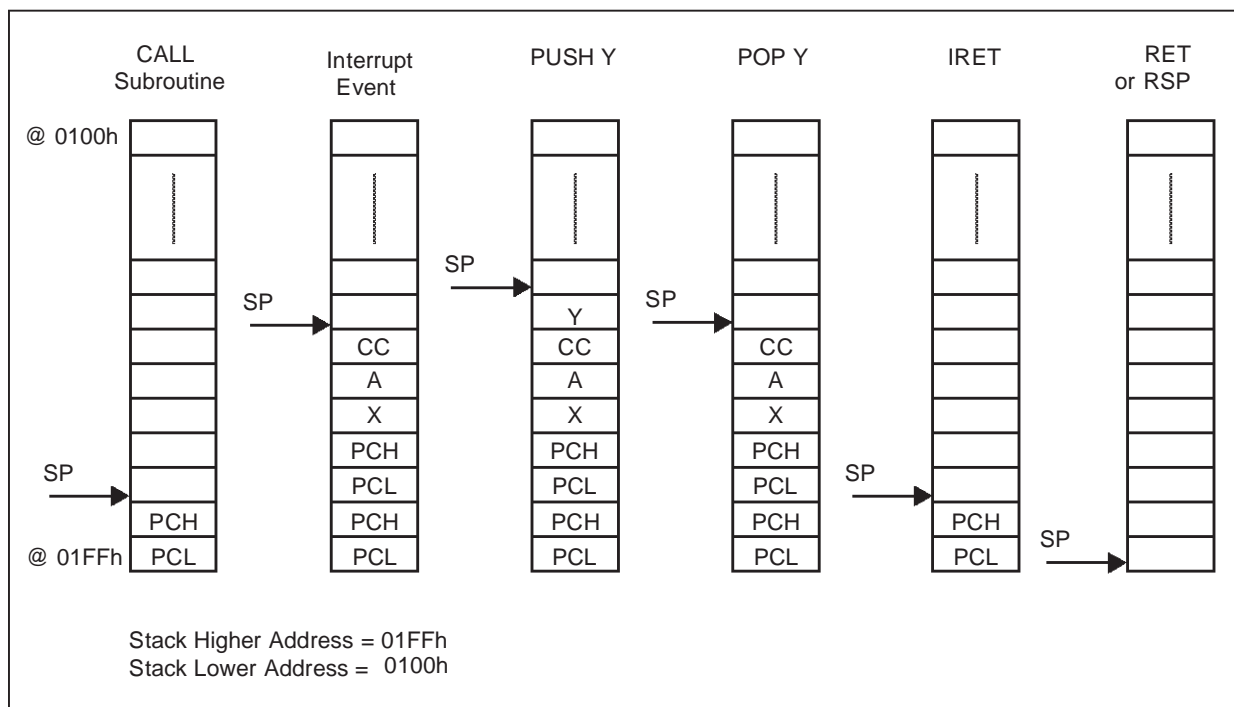 CALL
Subroutine
Interrupt
Event
PUSH Y
POP Y
IRET
RET
or RSP
@ 0100h
SP
SP
SP
SP
SP
SP
Y
CC
CC
CC
A
A
A
X
X
X
PCH
PCH
PCH
PCL
PCL
PCL
PCH
PCH
PCH
PCH
PCH
@ 01FFh
PCL
PCL
PCL
PCL
PCL
Stack Higher Address = 01FFh
Stack Lower Address = 0100h